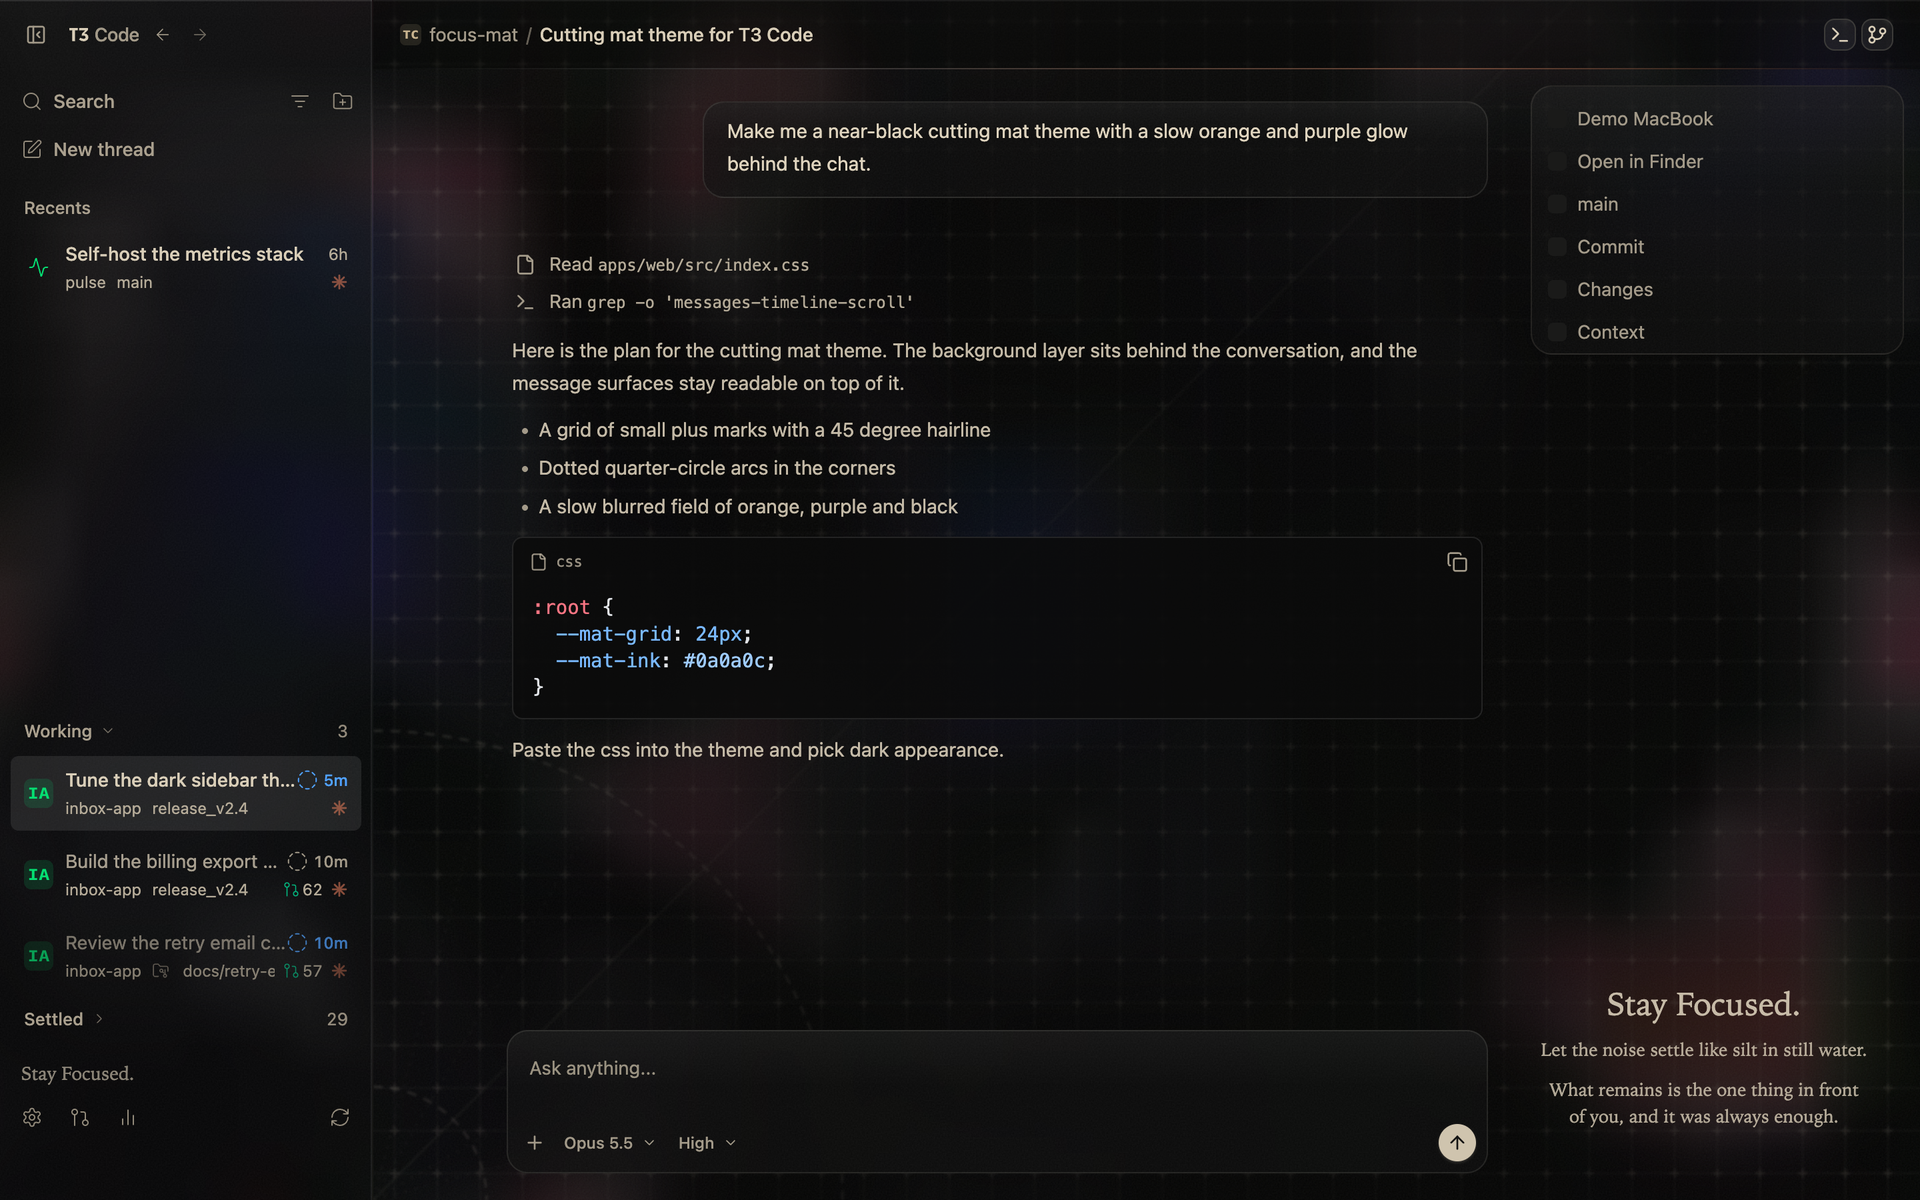 T3 Code
Search
New thread
Recents
Self-host the metrics stack 6h
pulse main
Working 3
IA
Tune the dark sidebar th... 5m
inbox-app release_v2.4
IA
Build the billing export ... 10m
inbox-app release_v2.4 62
IA
Review the retry email c... 10m
inbox-app docs/retry-e 57
Settled 29
Stay Focused.
TC focus-mat / Cutting mat theme for T3 Code
Make me a near-black cutting mat theme with a slow orange and purple glow
behind the chat.
Read apps/web/src/index.css
Ran grep -o 'messages-timeline-scroll'
Here is the plan for the cutting mat theme. The background layer sits behind the conversation, and the
message surfaces stay readable on top of it.
• A grid of small plus marks with a 45 degree hairline
• Dotted quarter-circle arcs in the corners
• A slow blurred field of orange, purple and black
css
:root {
--mat-grid: 24px;
--mat-ink: #0a0a0c;
}
Paste the css into the theme and pick dark appearance.
Ask anything...
Opus 5.5 High
Demo MacBook
Open in Finder
main
Commit
Changes
Context
Stay Focused.
Let the noise settle like silt in still water.
What remains is the one thing in front
of you, and it was always enough.